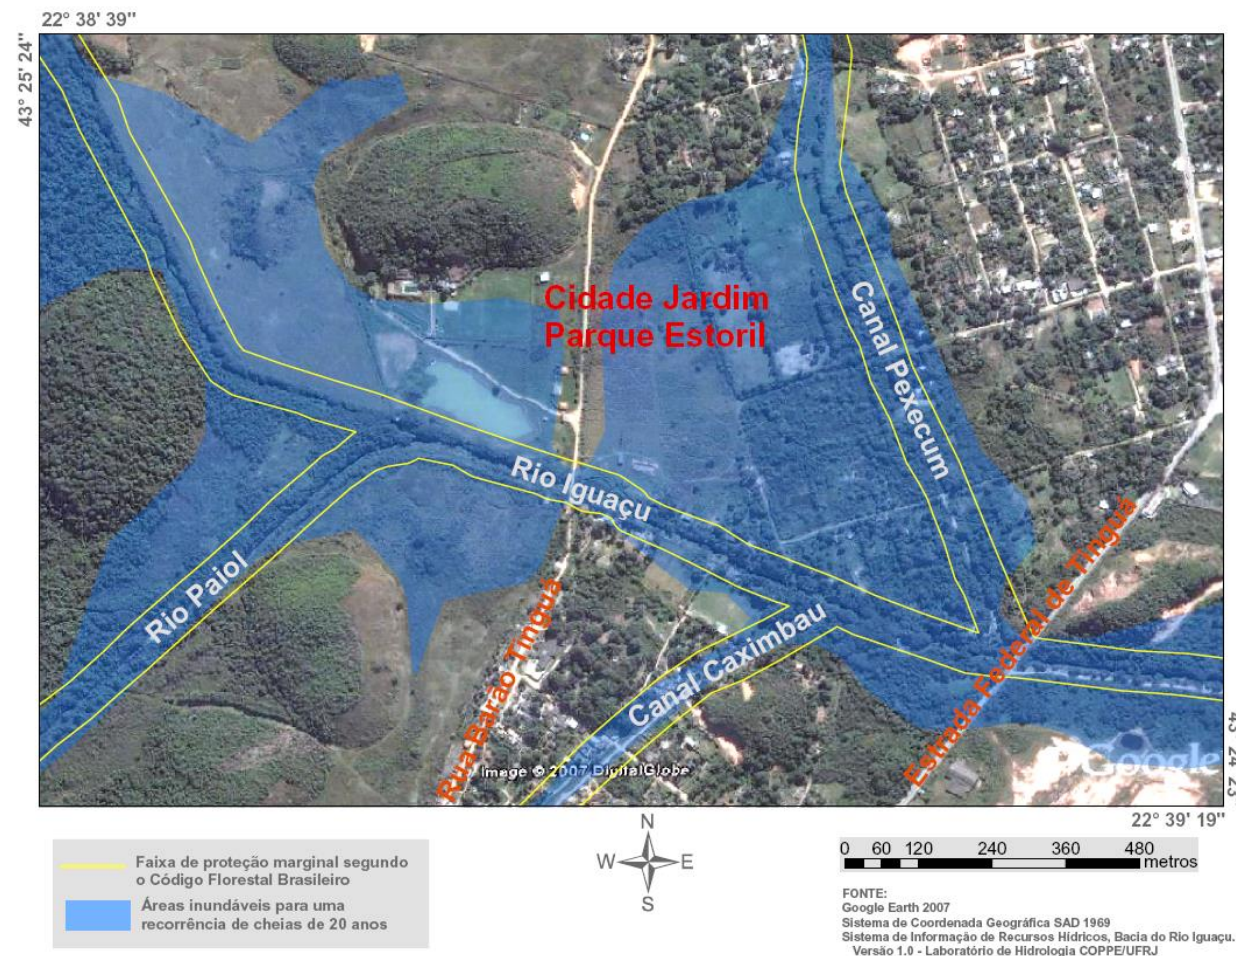 22° 38' 39"
43° 25' 24"
Cidade Jardim
Parque Estoril
Canal Pexecum
Rio Iguaçu
Rio Paiol
Canal Caximbau
Rua Barão Tinguá
Estrada Federal de Tinguá
Image © 2007 DigitalGlobe
Google
43° 24' 23"
22° 39' 19"
Faixa de proteção marginal segundo
o Código Florestal Brasileiro
Áreas inundáveis para uma
recorrência de cheias de 20 anos
N
W E
S
0 60 120 240 360 480
metros
FONTE:
Google Earth 2007
Sistema de Coordenada Geográfica SAD 1969
Sistema de Informação de Recursos Hídricos, Bacia do Rio Iguaçu.
Versão 1.0 - Laboratório de Hidrologia COPPE/UFRJ